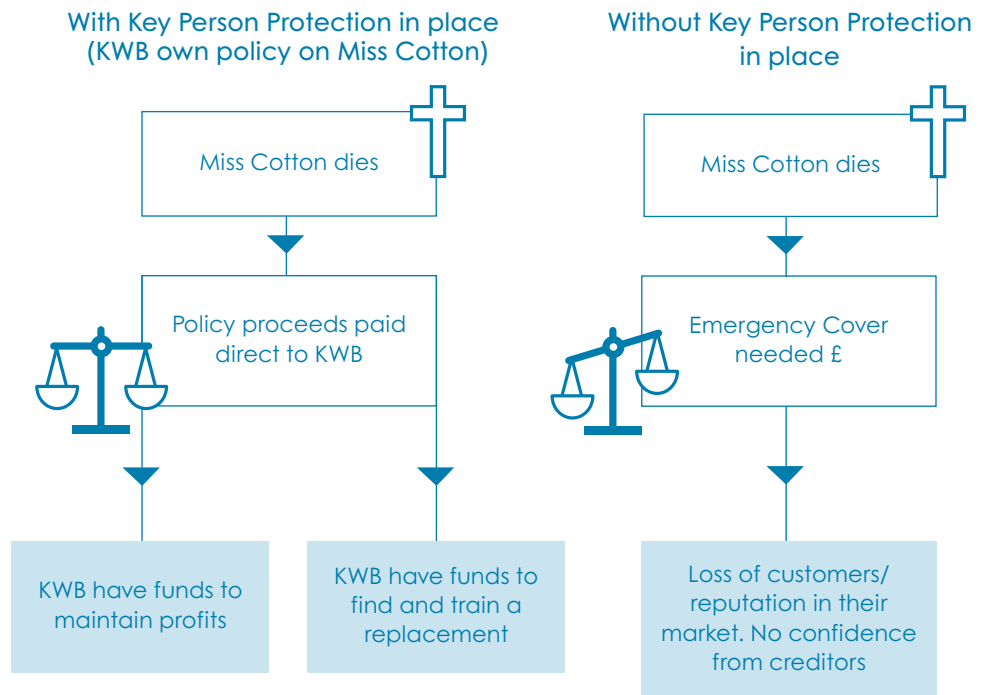 With Key Person Protection in place
(KWB own policy on Miss Cotton)
Miss Cotton dies
Policy proceeds paid
direct to KWB
KWB have funds to
maintain profits
KWB have funds to
find and train a
replacement
Without Key Person Protection
in place
Miss Cotton dies
Emergency Cover
needed £
Loss of customers/
reputation in their
market. No confidence
from creditors